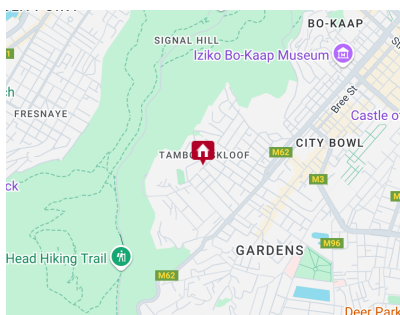 BO-KAAP
SIGNAL HILL
Iziko Bo-Kaap Museum
Bree St
FRESNAYE
Castle of
CITY BOWL
M62
M3
GARDENS
M96
Head Hiking Trail
M62
Deer Park